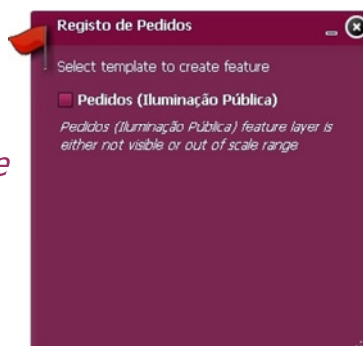 Registo de Pedidos
Select template to create feature
Pedidos (Iluminação Pública)
Pedidos (Iluminação Pública) feature layer is
either not visible or out of scale range
e